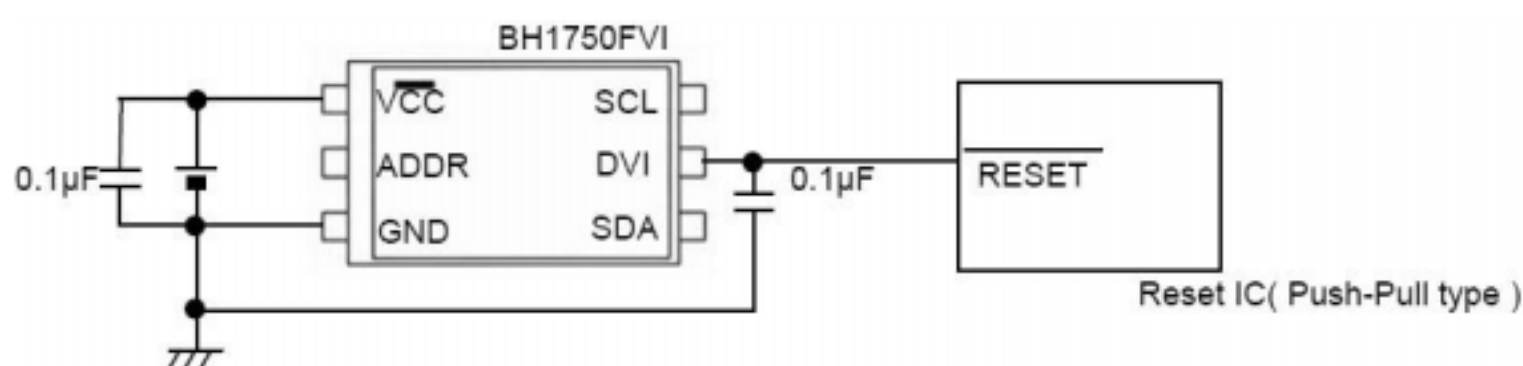 BH1750FVI
VCC SCL
ADDR DVI
GND SDA
0.1µF
0.1µF
RESET
Reset IC( Push-Pull type )